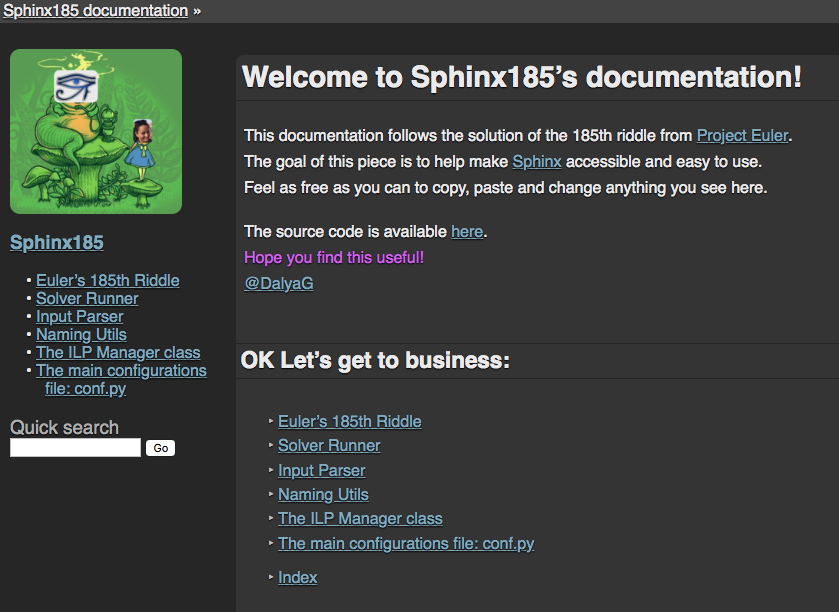 Sphinx185 documentation »
Sphinx185
• Euler’s 185th Riddle
• Solver Runner
• Input Parser
• Naming Utils
• The ILP Manager class
• The main configurations
file: conf.py
Quick search
Go
Welcome to Sphinx185’s documentation!
This documentation follows the solution of the 185th riddle from Project Euler.
The goal of this piece is to help make Sphinx accessible and easy to use.
Feel as free as you can to copy, paste and change anything you see here.
The source code is available here.
Hope you find this useful!
@DalyaG
OK Let’s get to business:
‣ Euler’s 185th Riddle
‣ Solver Runner
‣ Input Parser
‣ Naming Utils
‣ The ILP Manager class
‣ The main configurations file: conf.py
‣ Index